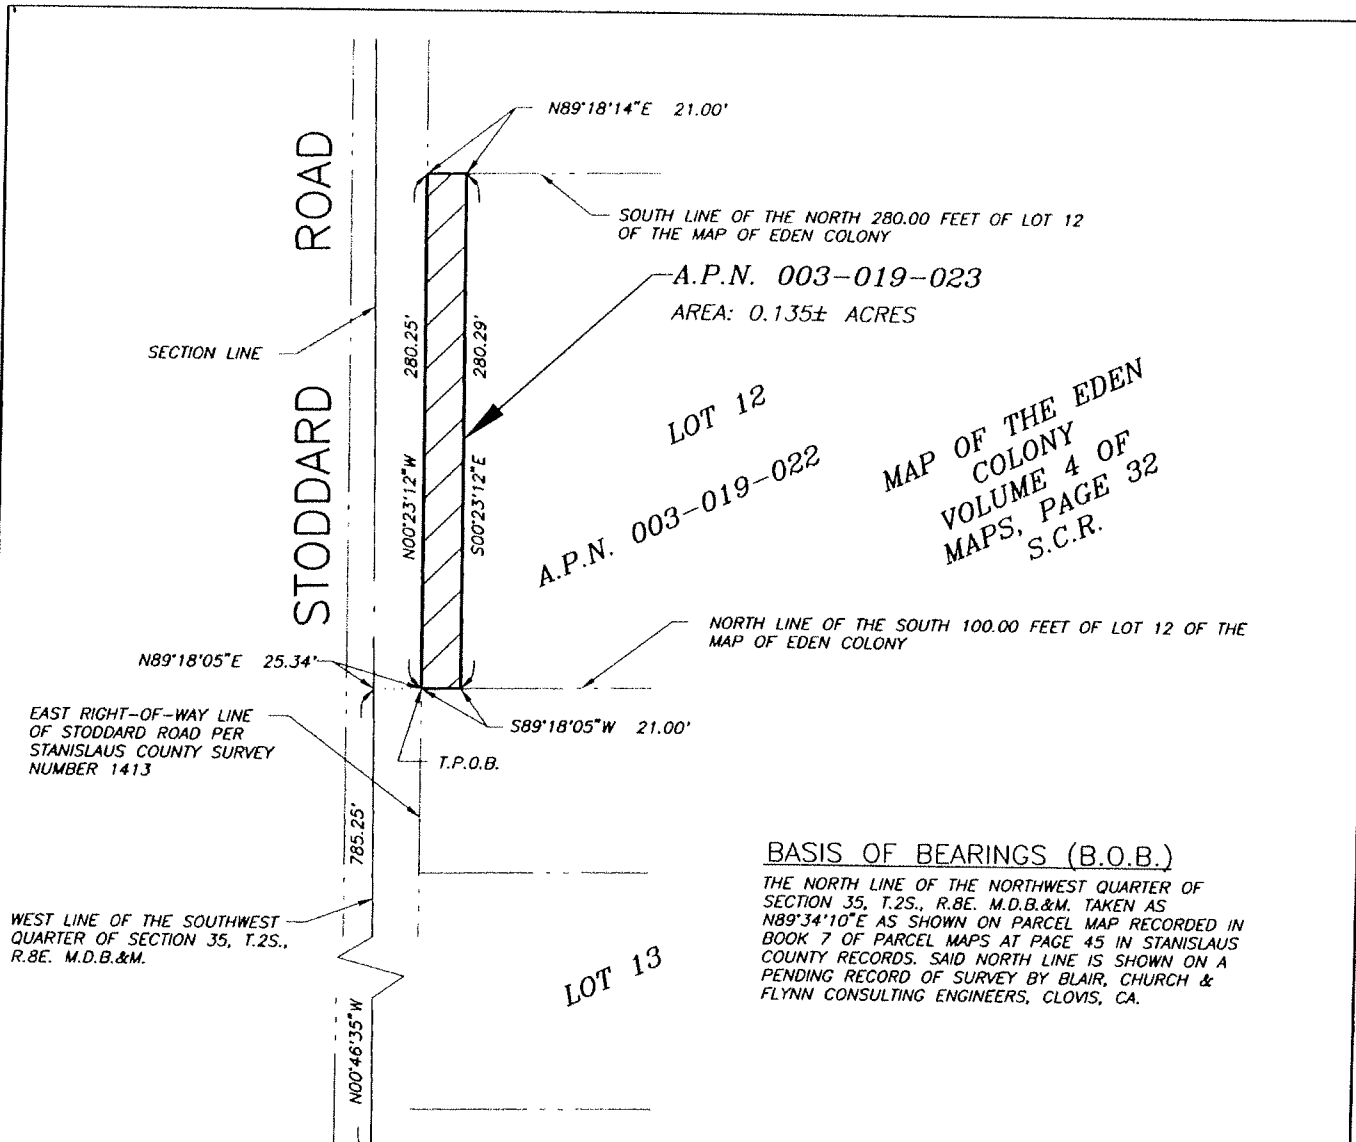 N89°18'14"E 21.00'
STODDARD ROAD
SOUTH LINE OF THE NORTH 280.00 FEET OF LOT 12
OF THE MAP OF EDEN COLONY
A.P.N. 003-019-023
AREA: 0.135± ACRES
280.25'
280.29'
SECTION LINE
LOT 12
A.P.N. 003-019-022
MAP OF THE EDEN
COLONY
VOLUME 4 OF
MAPS, PAGE 32
S.C.R.
N00°23'12"W
S00°23'12"E
NORTH LINE OF THE SOUTH 100.00 FEET OF LOT 12 OF THE
MAP OF EDEN COLONY
N89°18'05"E 25.34'
EAST RIGHT-OF-WAY LINE
OF STODDARD ROAD PER
STANISLAUS COUNTY SURVEY
NUMBER 1413
S89°18'05"W 21.00'
T.P.O.B.
785.25'
WEST LINE OF THE SOUTHWEST
QUARTER OF SECTION 35, T.2S.,
R.8E. M.D.B.&M.
N00°46'35"W
LOT 13
BASIS OF BEARINGS (B.O.B.)
THE NORTH LINE OF THE NORTHWEST QUARTER OF
SECTION 35, T.2S., R.8E. M.D.B.&M. TAKEN AS
N89°34'10"E AS SHOWN ON PARCEL MAP RECORDED IN
BOOK 7 OF PARCEL MAPS AT PAGE 45 IN STANISLAUS
COUNTY RECORDS. SAID NORTH LINE IS SHOWN ON A
PENDING RECORD OF SURVEY BY BLAIR, CHURCH &
FLYNN CONSULTING ENGINEERS, CLOVIS, CA.